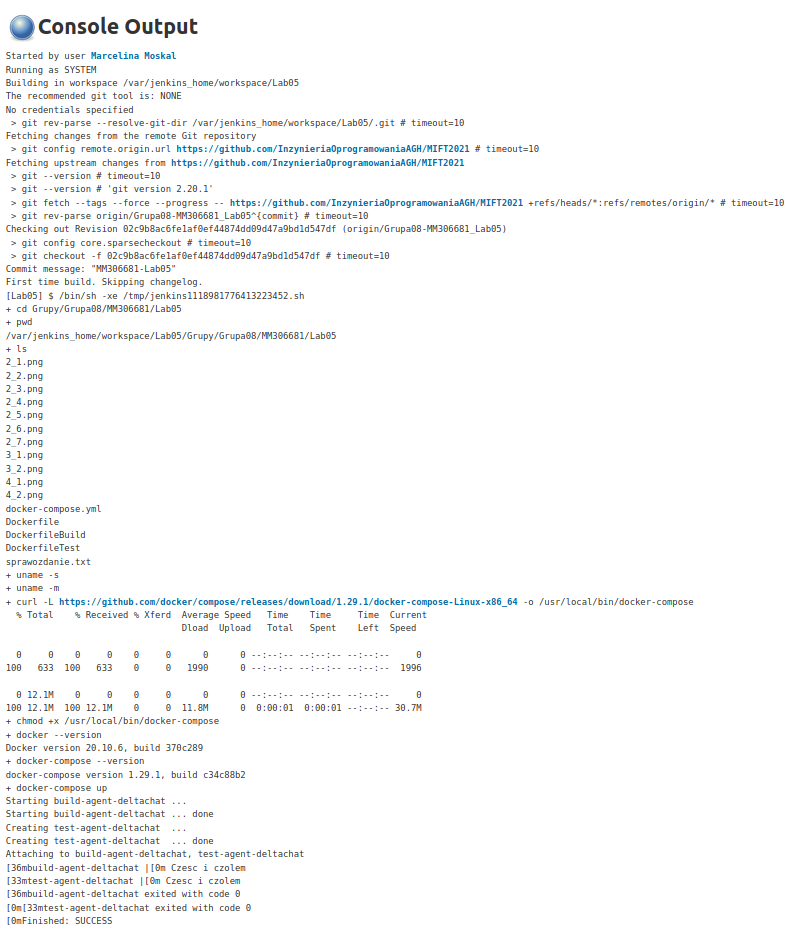 Console Output
Started by user Marcelina Moskal
Running as SYSTEM
Building in workspace /var/jenkins_home/workspace/Lab05
The recommended git tool is: NONE
No credentials specified
 > git rev-parse --resolve-git-dir /var/jenkins_home/workspace/Lab05/.git # timeout=10
Fetching changes from the remote Git repository
 > git config remote.origin.url https://github.com/InzynieriaOprogramowaniaAGH/MIFT2021 # timeout=10
Fetching upstream changes from https://github.com/InzynieriaOprogramowaniaAGH/MIFT2021
 > git --version # timeout=10
 > git --version # 'git version 2.20.1'
 > git fetch --tags --force --progress -- https://github.com/InzynieriaOprogramowaniaAGH/MIFT2021 +refs/heads/*:refs/remotes/origin/* # timeout=10
 > git rev-parse origin/Grupa08-MM306681_Lab05^{commit} # timeout=10
Checking out Revision 02c9b8ac6fe1af0ef44874dd09d47a9bd1d547df (origin/Grupa08-MM306681_Lab05)
 > git config core.sparsecheckout # timeout=10
 > git checkout -f 02c9b8ac6fe1af0ef44874dd09d47a9bd1d547df # timeout=10
Commit message: "MM306681-Lab05"
First time build. Skipping changelog.
[Lab05] $ /bin/sh -xe /tmp/jenkins1118981776413223452.sh
+ cd Grupy/Grupa08/MM306681/Lab05
+ pwd
/var/jenkins_home/workspace/Lab05/Grupy/Grupa08/MM306681/Lab05
+ ls
2_1.png
2_2.png
2_3.png
2_4.png
2_5.png
2_6.png
2_7.png
3_1.png
3_2.png
4_1.png
4_2.png
docker-compose.yml
Dockerfile
DockerfileBuild
DockerfileTest
sprawozdanie.txt
+ uname -s
+ uname -m
+ curl -L https://github.com/docker/compose/releases/download/1.29.1/docker-compose-Linux-x86_64 -o /usr/local/bin/docker-compose
  % Total    % Received % Xferd  Average Speed   Time    Time     Time  Current
                                 Dload  Upload   Total   Spent    Left  Speed
  0     0    0     0    0     0      0      0 --:--:-- --:--:-- --:--:--     0
100   633  100   633    0     0   1990      0 --:--:-- --:--:-- --:--:--  1996
  0 12.1M    0     0    0     0      0      0 --:--:-- --:--:-- --:--:--     0
100 12.1M  100 12.1M    0     0  11.8M      0  0:00:01  0:00:01 --:--:-- 30.7M
+ chmod +x /usr/local/bin/docker-compose
+ docker --version
Docker version 20.10.6, build 370c289
+ docker-compose --version
docker-compose version 1.29.1, build c34c88b2
+ docker-compose up
Starting build-agent-deltachat ...
Starting build-agent-deltachat ... done
Creating test-agent-deltachat  ...
Creating test-agent-deltachat  ... done
Attaching to build-agent-deltachat, test-agent-deltachat
[36mbuild-agent-deltachat |[0m Czesc i czolem
[33mtest-agent-deltachat |[0m Czesc i czolem
[36mbuild-agent-deltachat exited with code 0
[0m[33mtest-agent-deltachat exited with code 0
[0mFinished: SUCCESS